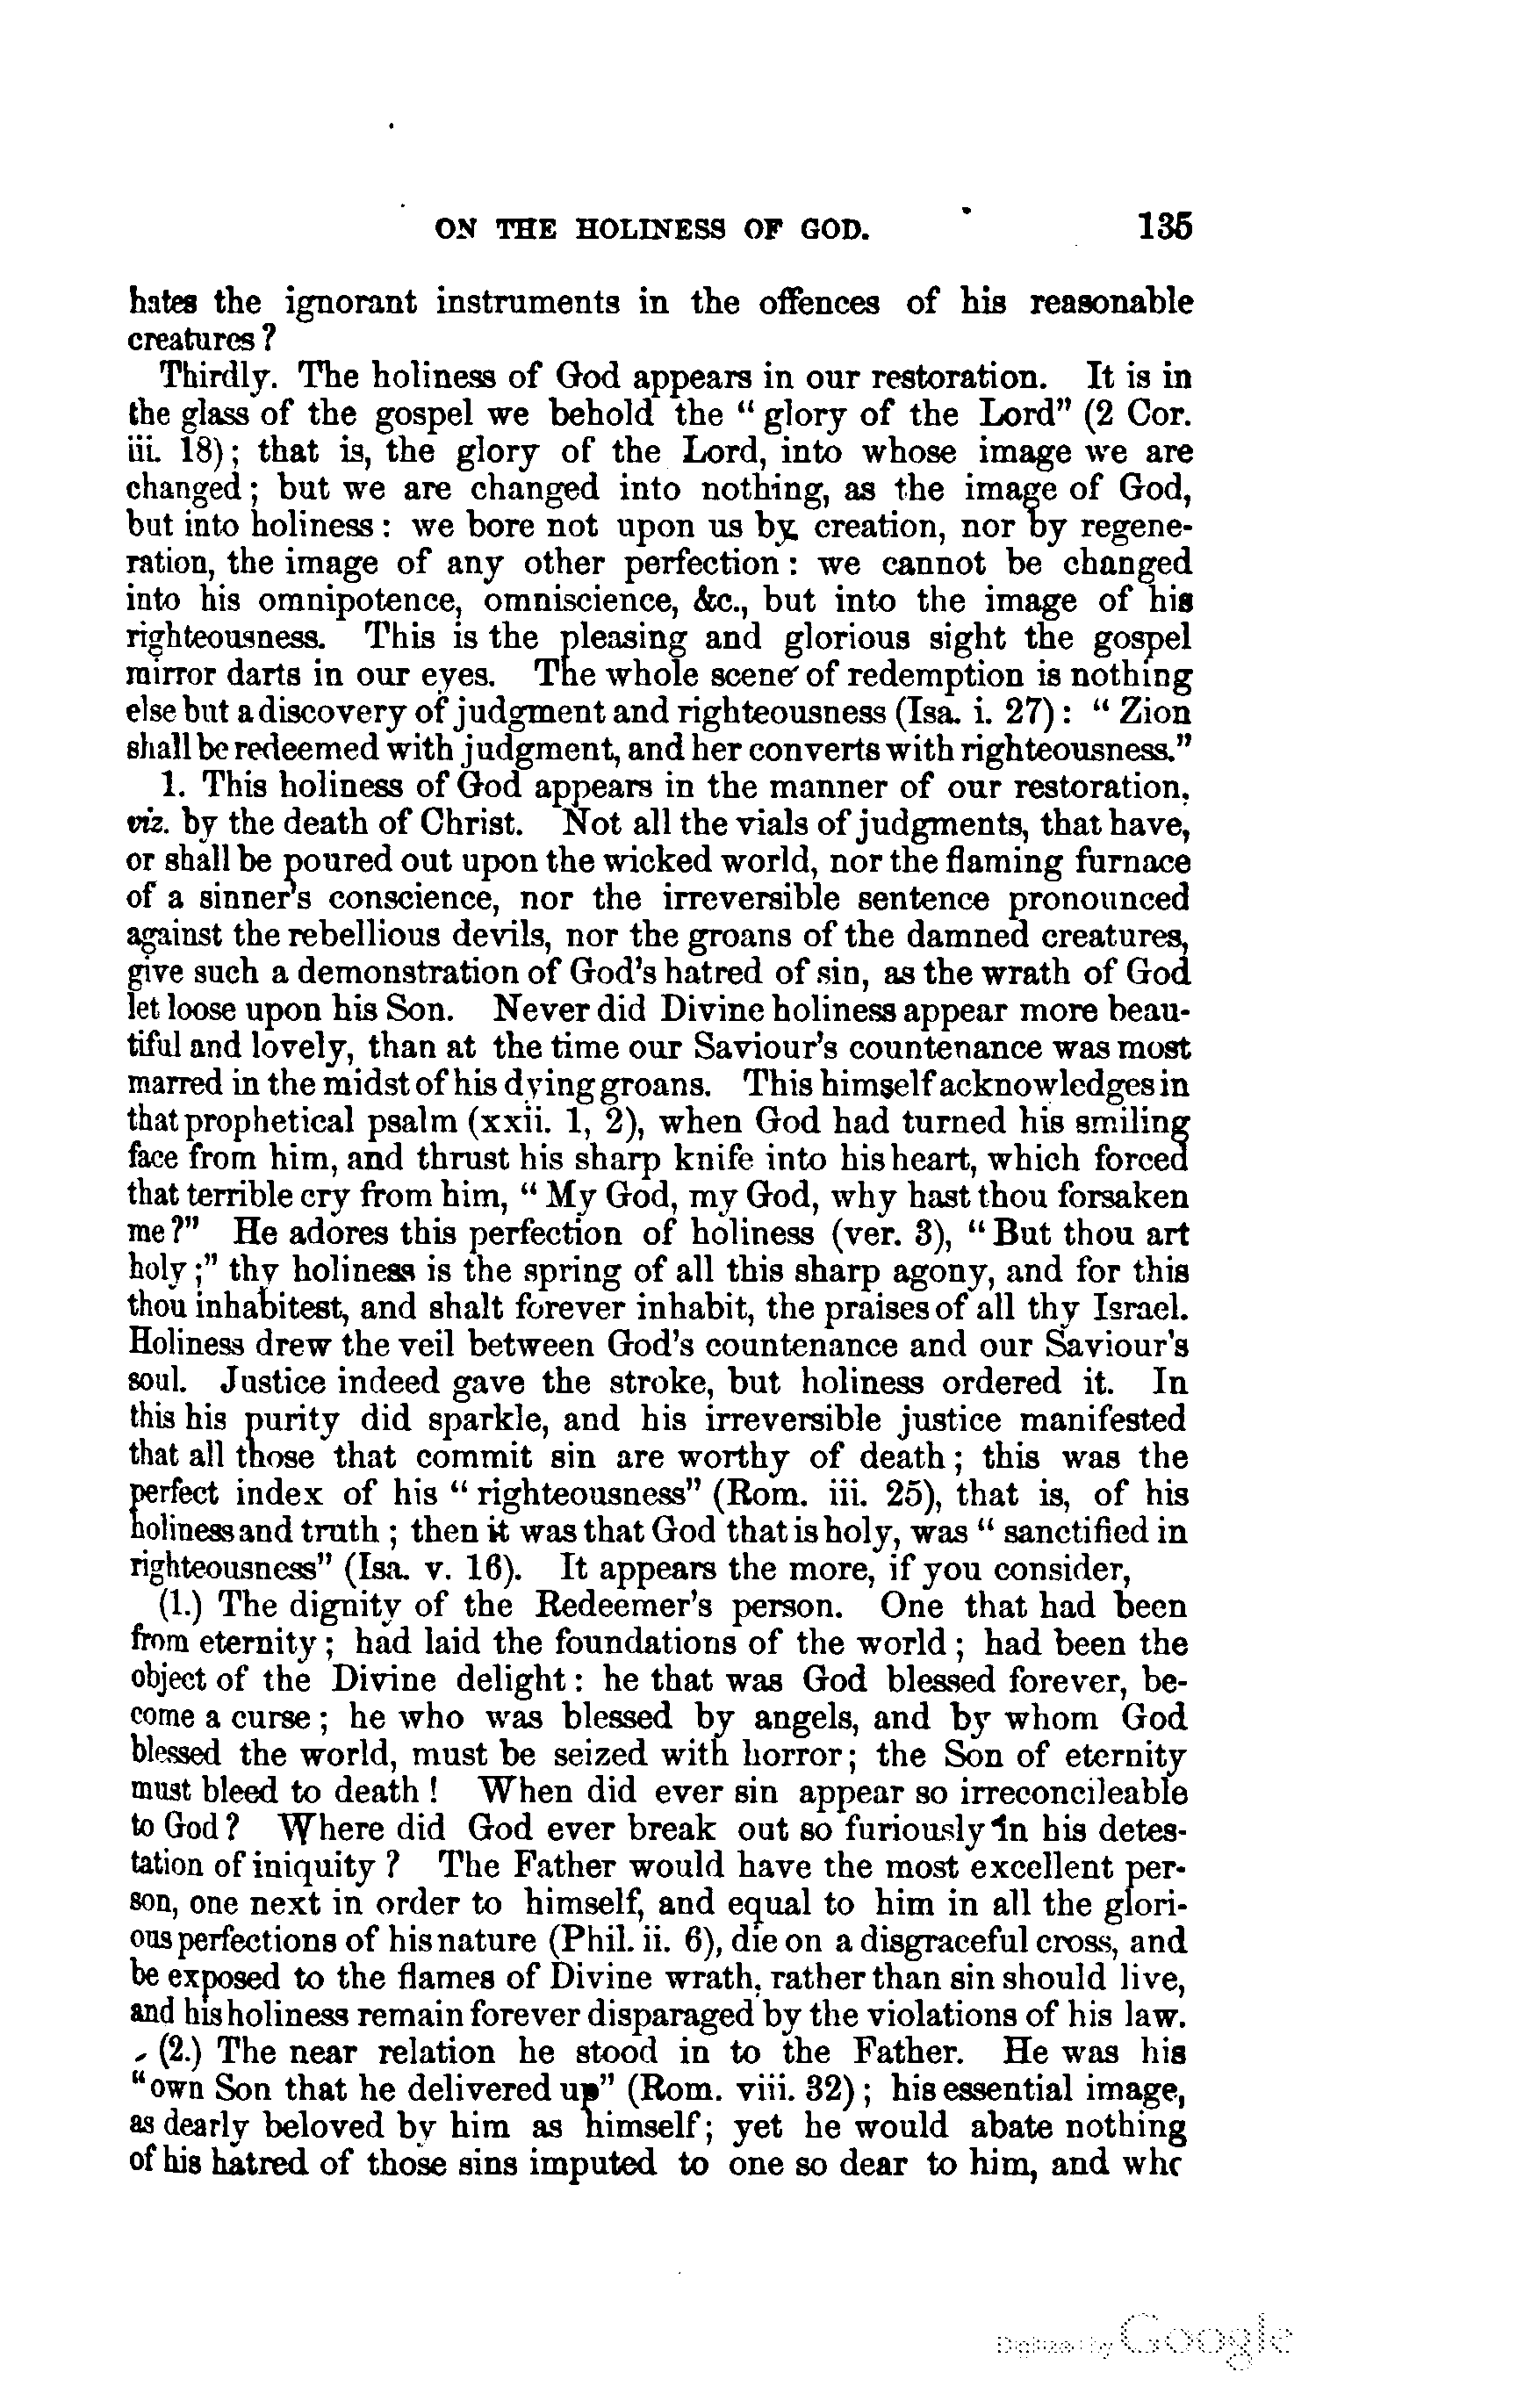 ON THE HOLINESS OF GOD. 135
hates the ignorant instruments in the offences of his reasonable
creatures?
Thirdly. The holiness of God appears in our restoration. It is in
the glass of the gospel we behold the "glory of the Lord" (2 Cor.
iii. 18); that is, the glory of the Lord, into whose image we are
changed; but we are changed into nothing, as the image of God,
but into holiness: we bore not upon us by creation, nor by regene-
ration, the image of any other perfection: we cannot be changed
into his omnipotence, omniscience, &c., but into the image of his
righteousness. This is the pleasing and glorious sight the gospel
mirror darts in our eyes. The whole scene of redemption is nothing
else but a discovery of judgment and righteousness (Isa. i. 27): "Zion
shall be redeemed with judgment, and her converts with righteousness."
1. This holiness of God appears in the manner of our restoration,
viz. by the death of Christ. Not all the vials of judgments, that have,
or shall be poured out upon the wicked world, nor the flaming furnace
of a sinner's conscience, nor the irreversible sentence pronounced
against the rebellious devils, nor the groans of the damned creatures,
give such a demonstration of God's hatred of sin, as the wrath of God
let loose upon his Son. Never did Divine holiness appear more beau-
tiful and lovely, than at the time our Saviour's countenance was most
marred in the midst of his dying groans. This himself acknowledges in
that prophetical psalm (xxii. 1, 2), when God had turned his smiling
face from him, and thrust his sharp knife into his heart, which forced
that terrible cry from him, "My God, my God, why hast thou forsaken
me?" He adores this perfection of holiness (ver. 3), "But thou art
holy;" thy holiness is the spring of all this sharp agony, and for this
thou inhabitest, and shalt forever inhabit, the praises of all thy Israel.
Holiness drew the veil between God's countenance and our Saviour's
soul. Justice indeed gave the stroke, but holiness ordered it. In
this his purity did sparkle, and his irreversible justice manifested
that all those that commit sin are worthy of death; this was the
perfect index of his "righteousness" (Rom. iii. 25), that is, of his
holiness and truth; then it was that God that is holy, was "sanctified in
righteousness" (Isa. v. 16). It appears the more, if you consider,
(1.) The dignity of the Redeemer's person. One that had been
from eternity; had laid the foundations of the world; had been the
object of the Divine delight: he that was God blessed forever, be-
come a curse; he who was blessed by angels, and by whom God
blessed the world, must be seized with horror; the Son of eternity
must bleed to death! When did ever sin appear so irreconcileable
to God? Where did God ever break out so furiously in his detes-
tation of iniquity? The Father would have the most excellent per-
son, one next in order to himself, and equal to him in all the glori-
ous perfections of his nature (Phil. ii. 6), die on a disgraceful cross, and
be exposed to the flames of Divine wrath, rather than sin should live,
and his holiness remain forever disparaged by the violations of his law.
(2.) The near relation he stood in to the Father. He was his
"own Son that he delivered up" (Rom. viii. 32); his essential image,
as dearly beloved by him as himself; yet he would abate nothing
of his hatred of those sins imputed to one so dear to him, and who
Digitized by Google